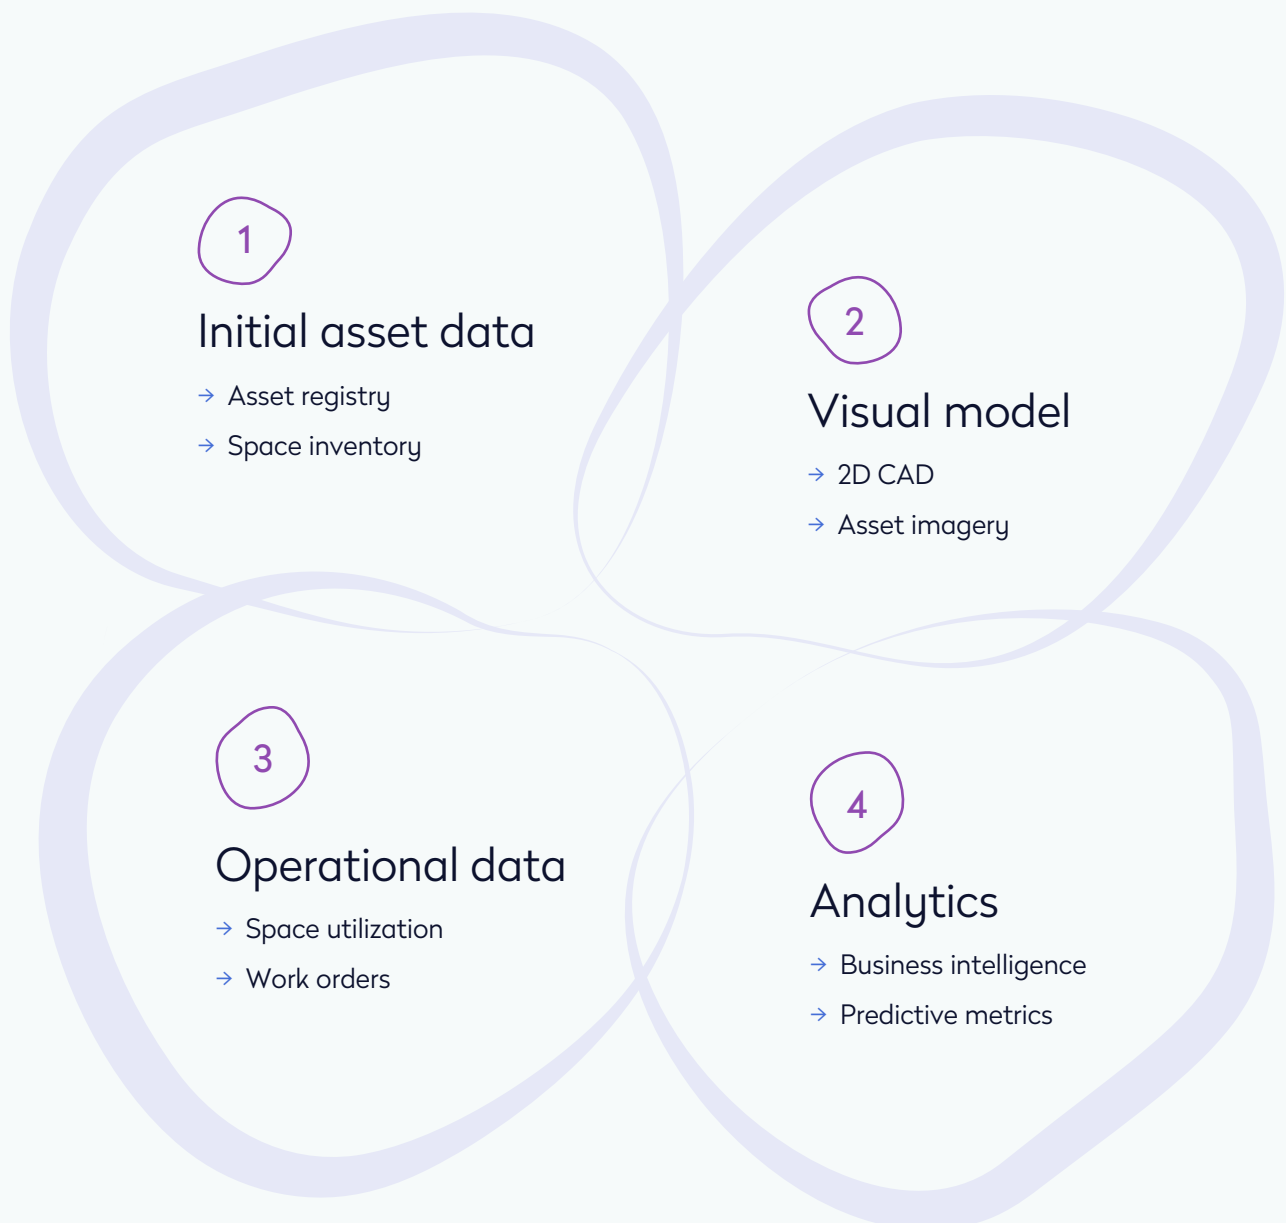 1
Initial asset data
→ Asset registry
→ Space inventory
2
Visual model
→ 2D CAD
→ Asset imagery
3
Operational data
→ Space utilization
→ Work orders
4
Analytics
→ Business intelligence
→ Predictive metrics